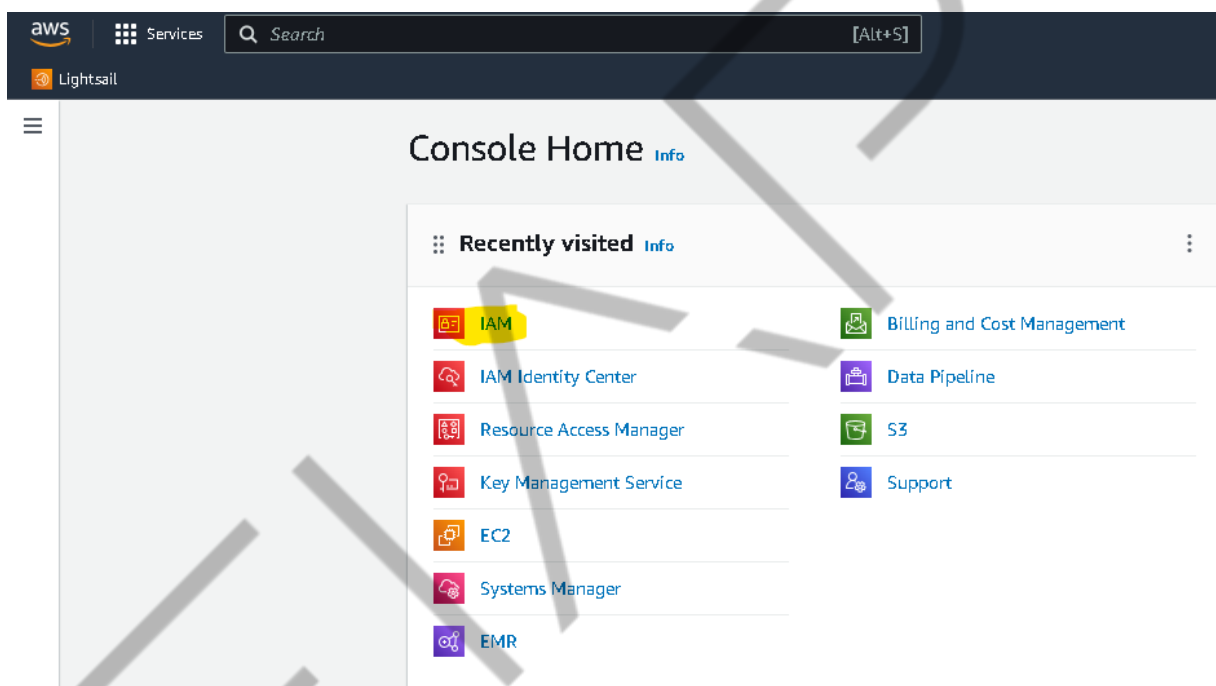 aws Services Search [Alt+S]
Lightsail
Console Home Info
Recently visited Info
IAM
IAM Identity Center
Resource Access Manager
Key Management Service
EC2
Systems Manager
EMR
Billing and Cost Management
Data Pipeline
S3
Support